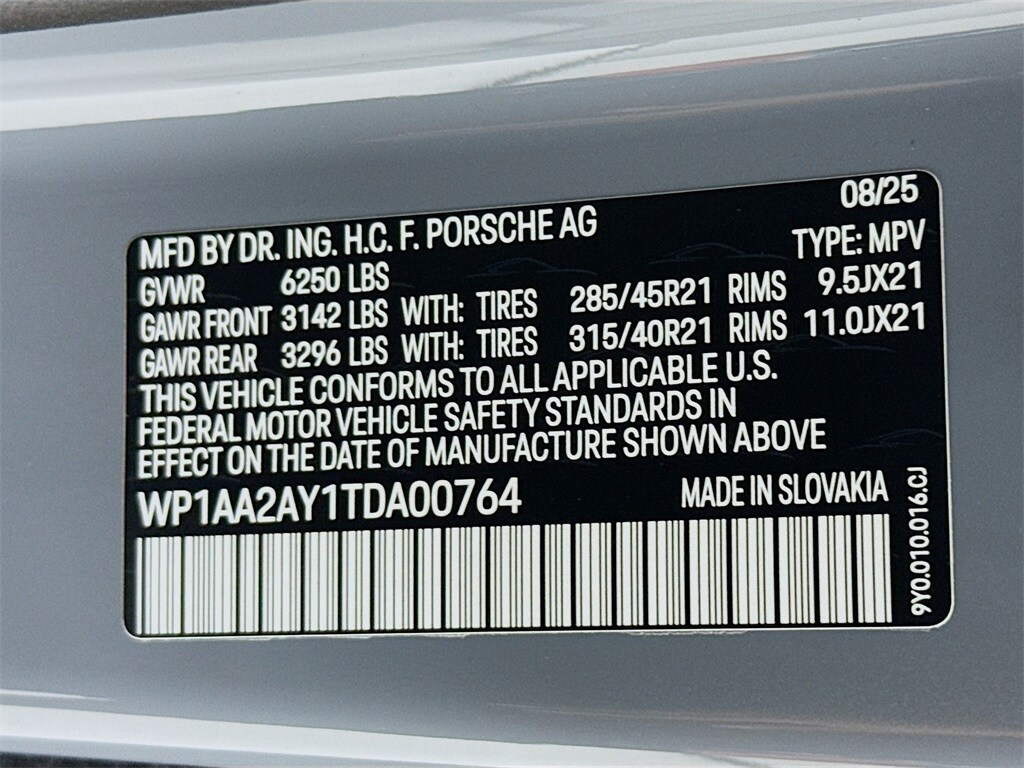 08/25
MFD BY DR. ING. H.C. F. PORSCHE AG
TYPE: MPV
GVWR 6250 LBS
GAWR FRONT 3142 LBS WITH: TIRES 285/45R21 RIMS 9.5JX21
GAWR REAR 3296 LBS WITH: TIRES 315/40R21 RIMS 11.0JX21
THIS VEHICLE CONFORMS TO ALL APPLICABLE U.S.
FEDERAL MOTOR VEHICLE SAFETY STANDARDS IN
EFFECT ON THE DATE OF MANUFACTURE SHOWN ABOVE
WP1AA2AY1TDA00764 MADE IN SLOVAKIA
9Y0.010.016.CJ